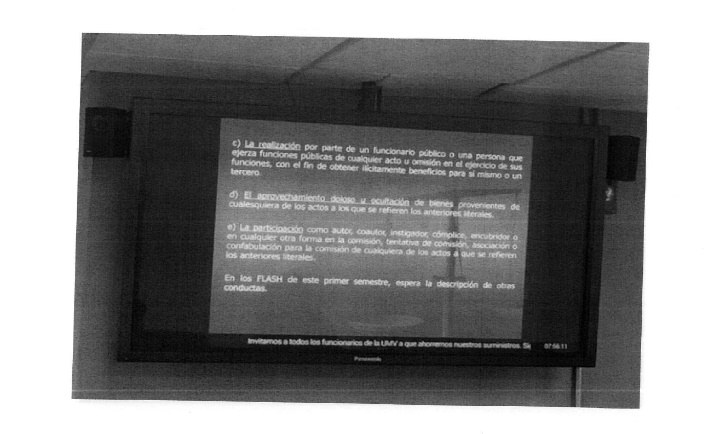 c) La realización por parte de un funcionario público o una persona que
ejerza funciones públicas de cualquier acto u omisión en el ejercicio de sus
funciones, con el fin de obtener ilícitamente beneficios para sí mismo o un
tercero.
d) El aprovechamiento doloso u ocultación de bienes provenientes de
cualesquiera de los actos a los que se refieren los anteriores literales.
e) La participación como autor, coautor, instigador, cómplice, encubridor o
en cualquier otra forma en la comisión, tentativa de comisión, asociación o
confabulación para la comisión de cualquiera de los actos a que se refieren
los anteriores literales.
En los FLASH de este primer semestre, espera la descripción de otras
conductas.
Invitamos a todos los funcionarios de la UMV a que ahorremos nuestros suministros. Si 07:56:11
Panasonic